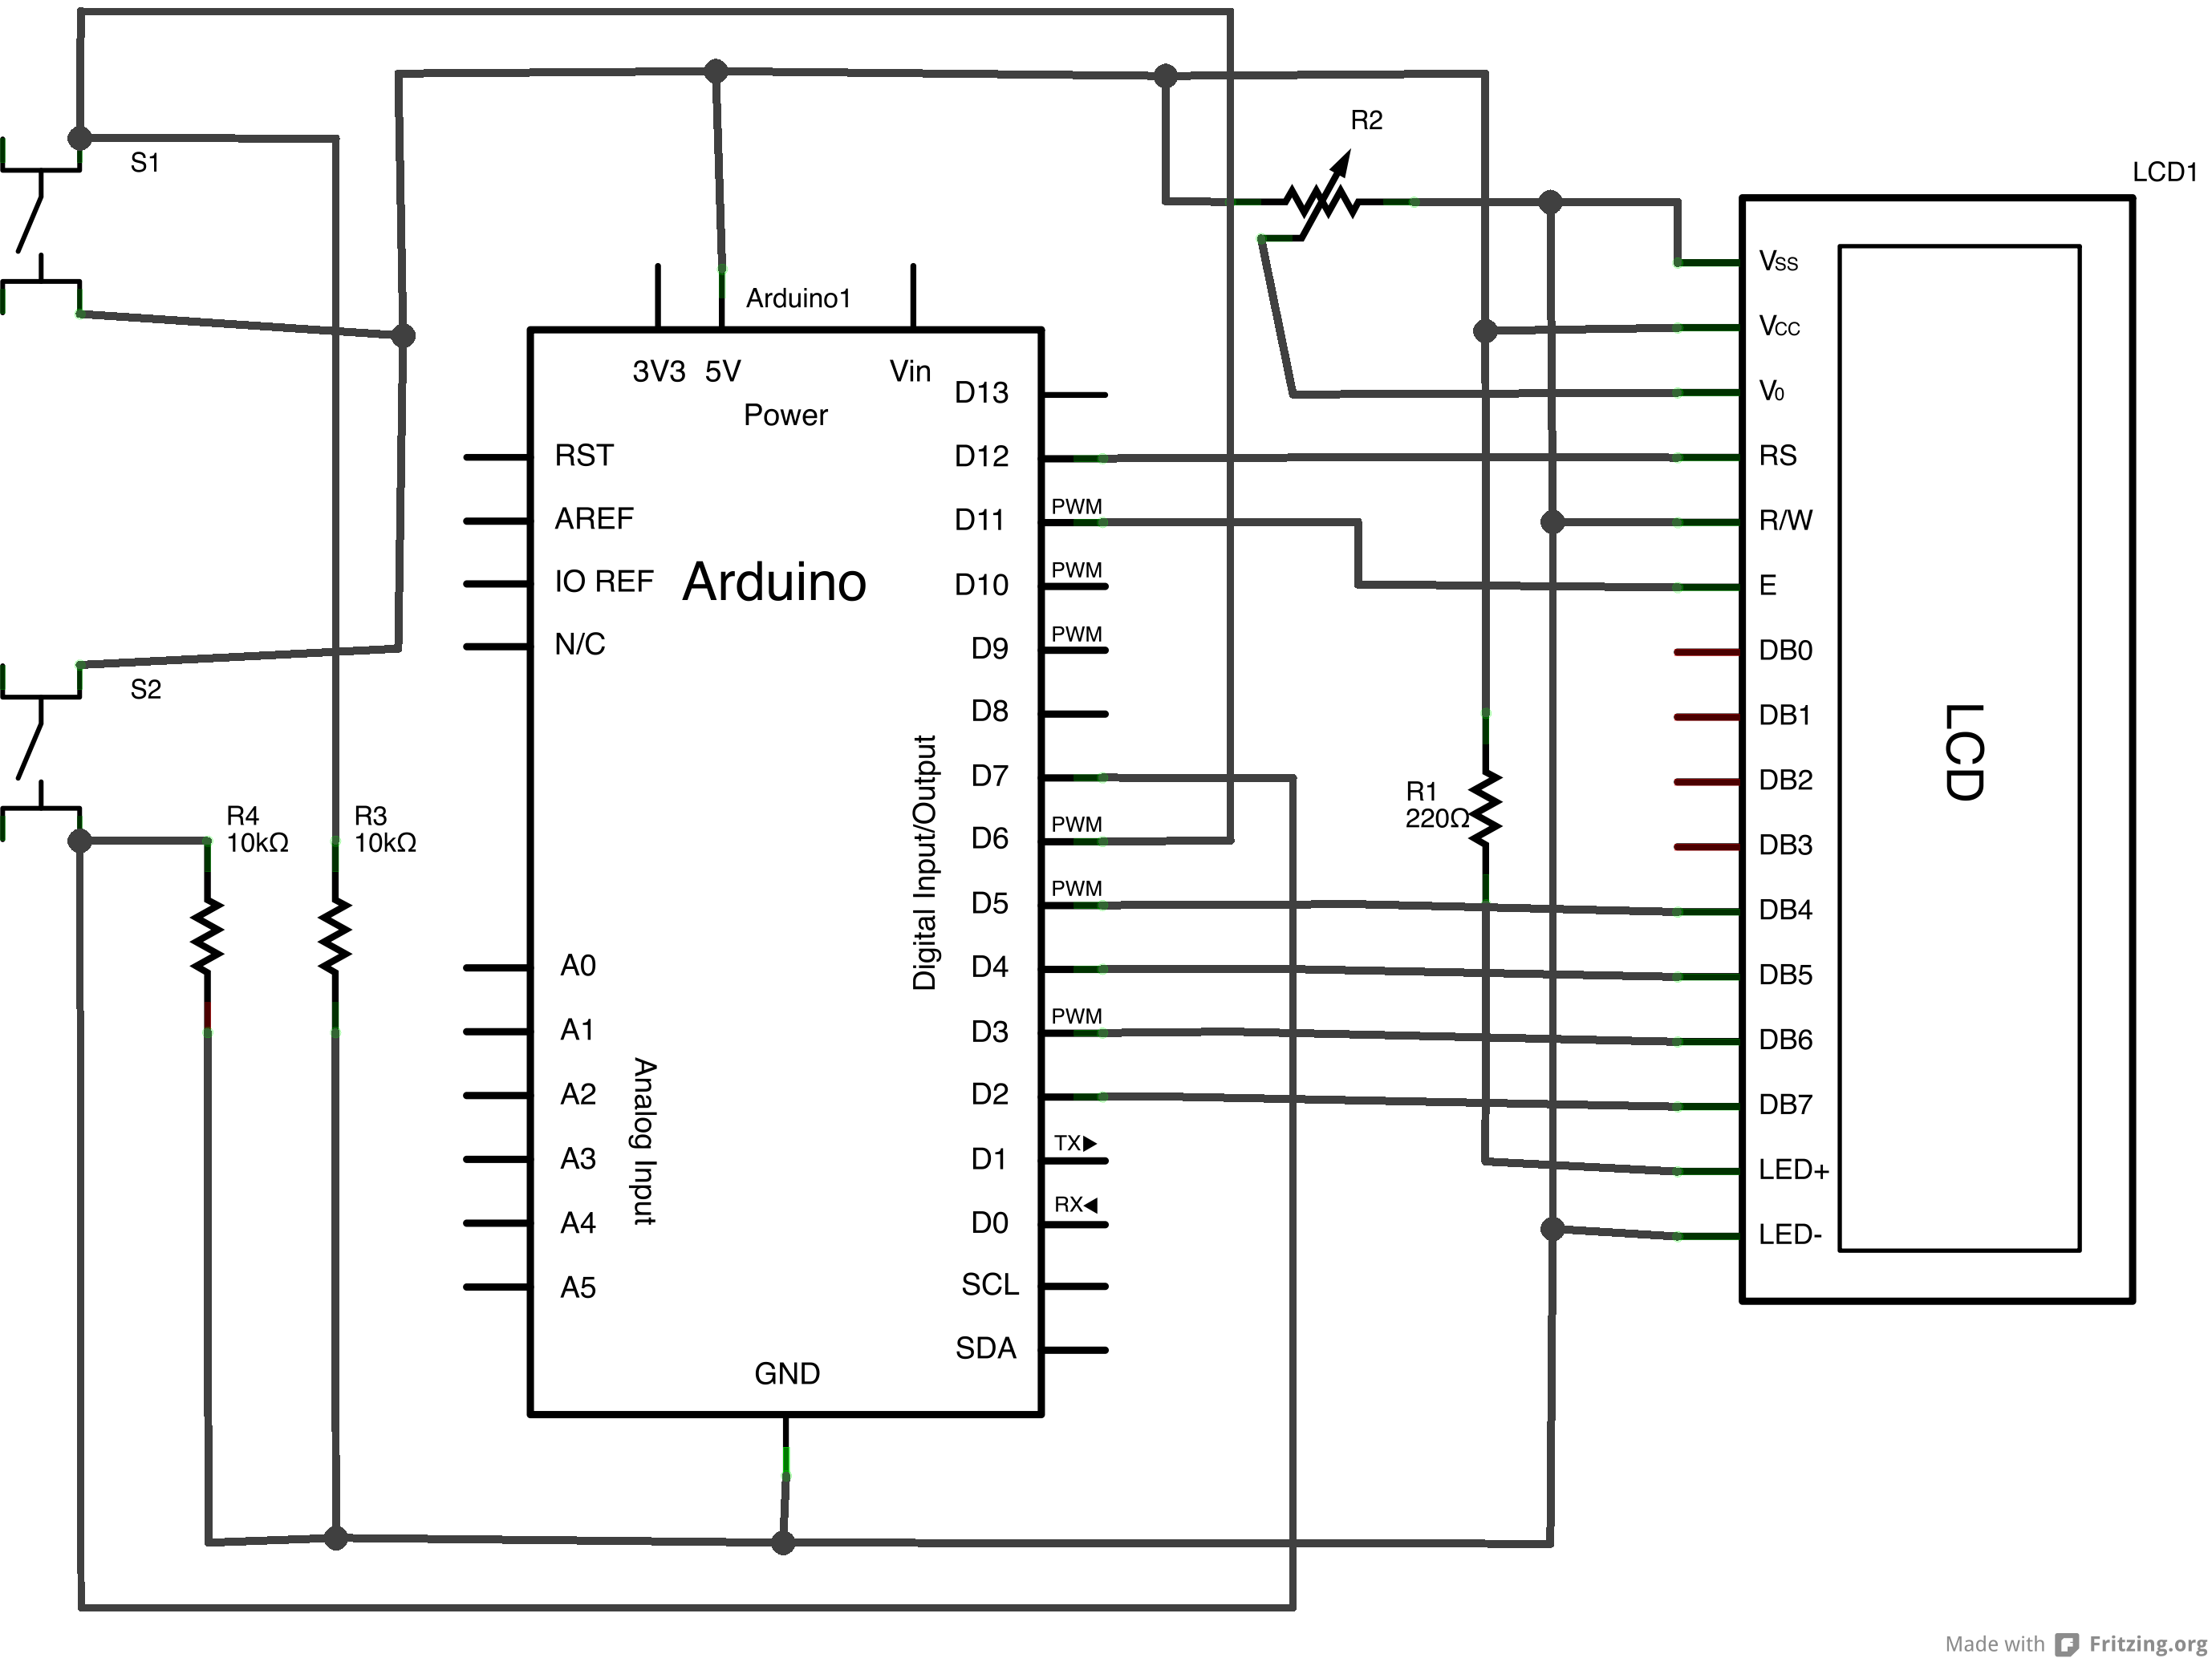 R2
LCD1
S1
Arduino1
3V3
5V
Vin
Power
RST
AREF
IO REF
N/C
Arduino
D13
D12
D11
PWM
D10
PWM
D9
PWM
D8
D7
D6
PWM
D5
PWM
D4
D3
PWM
D2
D1
TX
D0
RX
SCL
SDA
Digital Input/Output
A0
A1
A2
A3
A4
A5
Analog Input
GND
S2
R4
10kΩ
R3
10kΩ
R1
220Ω
VSS
VCC
V0
RS
R/W
E
DB0
DB1
DB2
DB3
DB4
DB5
DB6
DB7
LED+
LED-
LCD
Made with Fritzing.org